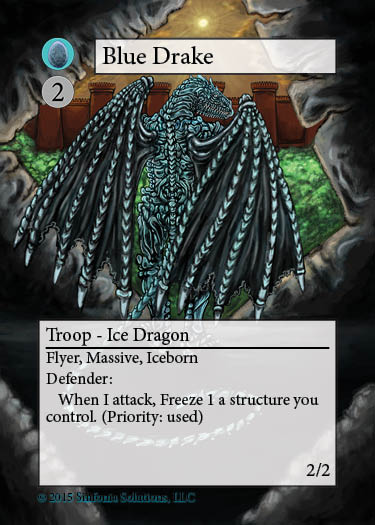 Blue Drake
2
Troop - Ice Dragon
Flyer, Massive, Iceborn
Defender:
When I attack, Freeze 1 a structure you
control. (Priority: used)
2/2
© 2015 Sinfonia Solutions, LLC